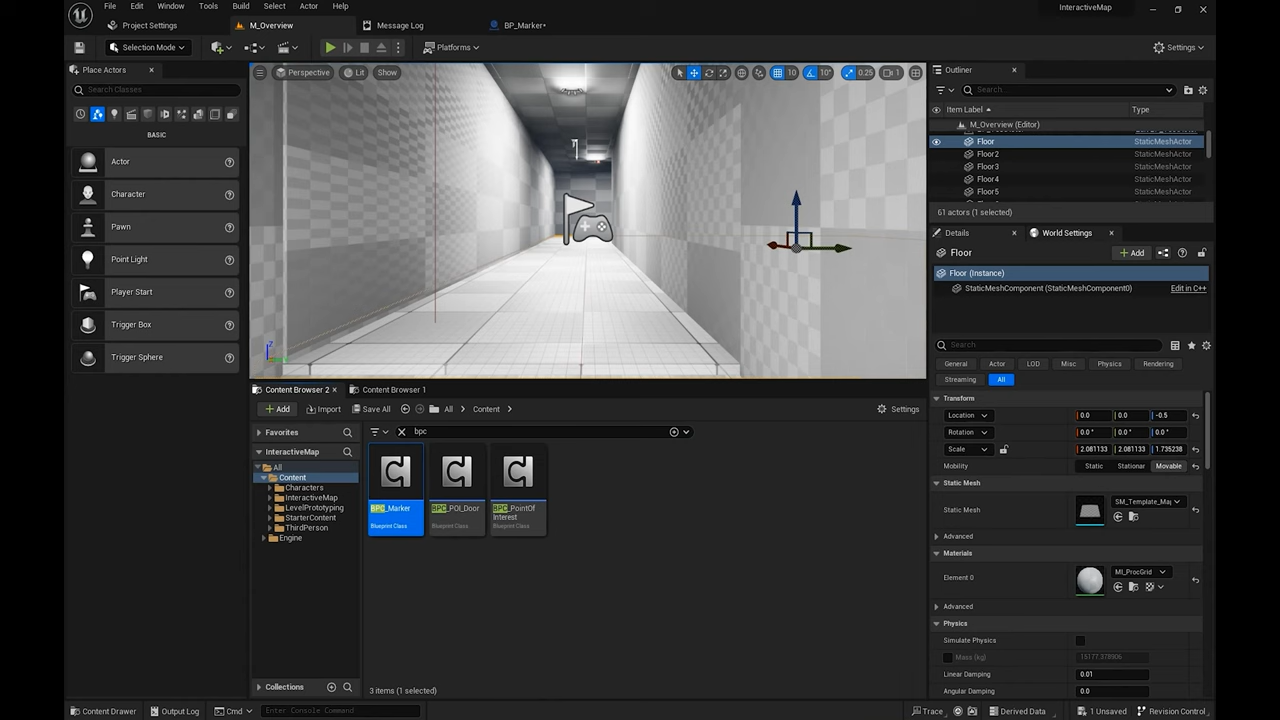 File Edit Window Tools Build Select Actor Help
InteractiveMap
Project Settings M_Overview Message Log BP_Marker•
Selection Mode Platforms Settings
Place Actors
Search Classes
BASIC
Actor
Character
Pawn
Point Light
Player Start
Trigger Box
Trigger Sphere
Perspective Lit Show 10 10° 0.25 1
Outliner
Search...
Item Label Type
M_Overview (Editor)
Floor StaticMeshActor
Floor2 StaticMeshActor
Floor3 StaticMeshActor
Floor4 StaticMeshActor
Floor5 StaticMeshActor
61 actors (1 selected)
Details World Settings
Floor Add
Floor (Instance)
StaticMeshComponent (StaticMeshComponent0) Edit in C++
Search
General Actor LOD Misc Physics Rendering
Streaming All
Transform
Location 0.0 0.0 -0.5
Rotation 0.0° 0.0° 0.0°
Scale 2.081133 2.081133 1.735238
Mobility Static Stationar Movable
Static Mesh
Static Mesh SM_Template_Map
Advanced
Materials
Element 0 MI_ProcGrid
Advanced
Physics
Simulate Physics
Mass (kg) 15177.378906
Linear Damping 0.01
Angular Damping 0.0
Content Browser 2 Content Browser 1
Add Import Save All All Content Settings
Favorites
InteractiveMap
All
Content
Characters
InteractiveMap
LevelPrototyping
StarterContent
ThirdPerson
Engine
Collections
bpc
BPC_Marker
Blueprint Class
BPC_POI_Door
Blueprint Class
BPC_PointOf
Interest
Blueprint Class
3 items (1 selected)
Content Drawer Output Log Cmd Enter Console Command Trace Derived Data 1 Unsaved Revision Control